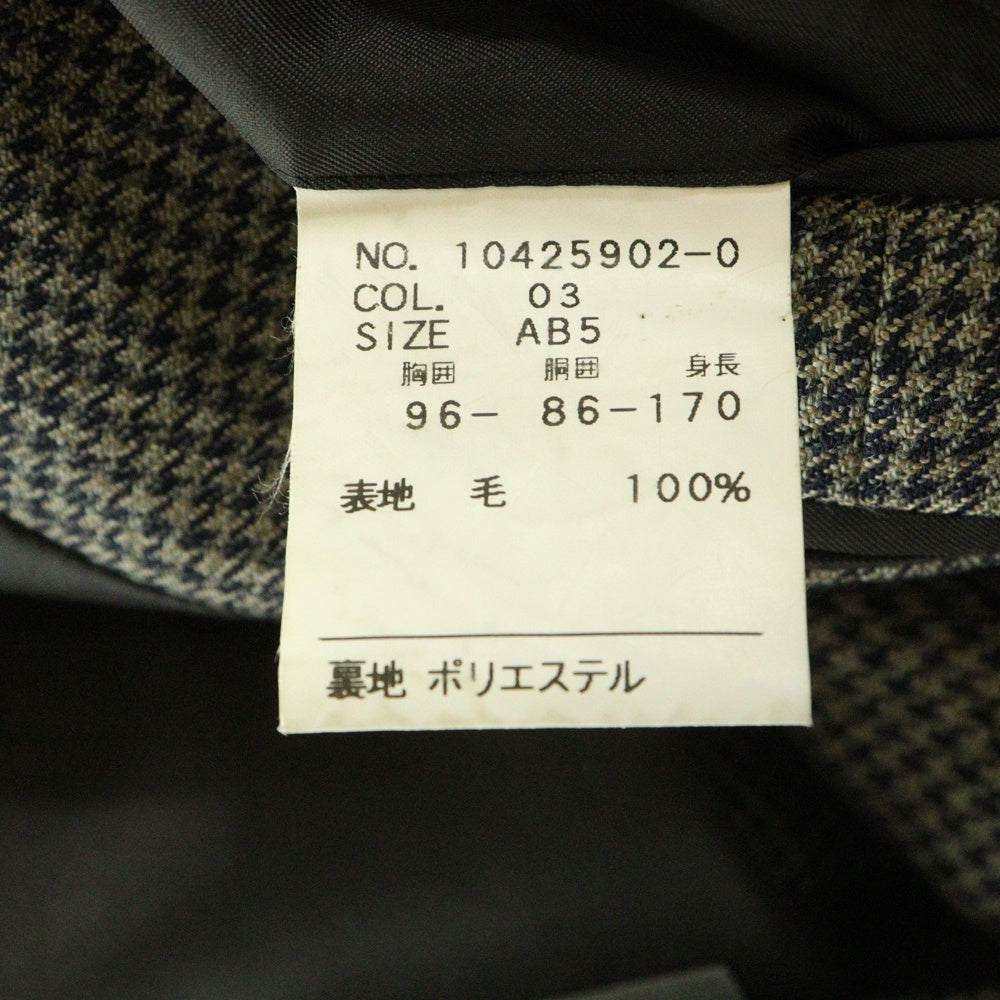 NO. 10425902-0
COL. 03
SIZE AB5
胸囲 胴囲 身長
96- 86-170
表地 毛 100%
裏地 ポリエステル